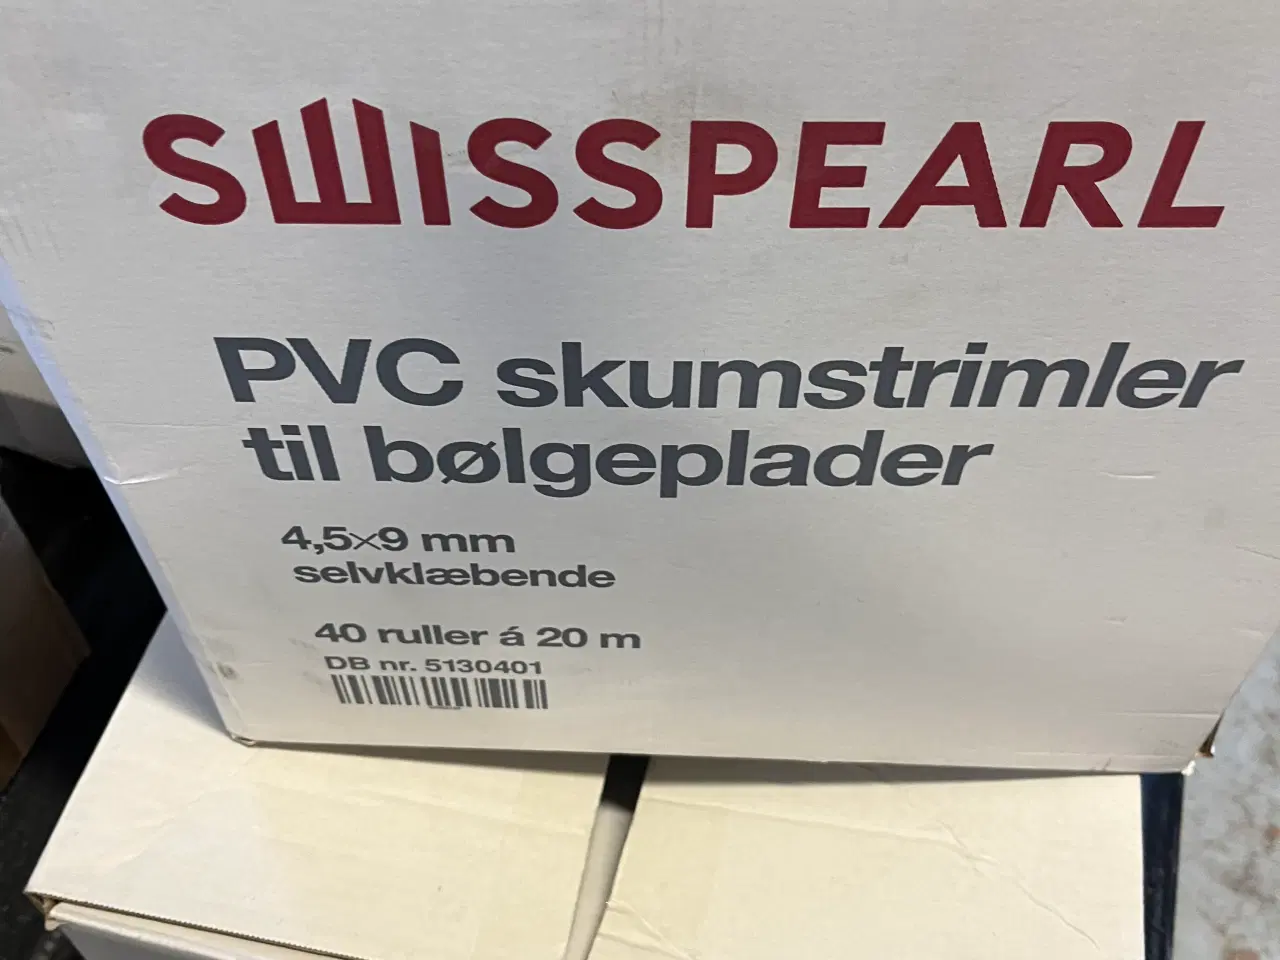 SWISSPEARL
PVC skumstrimler
til bølgeplader
4,5×9 mm
selvklæbende
40 ruller á 20 m
DB nr. 5130401